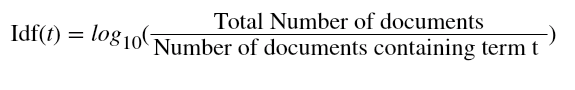 Idf(t) = log10( Total Number of documents / Number of documents containing term t )